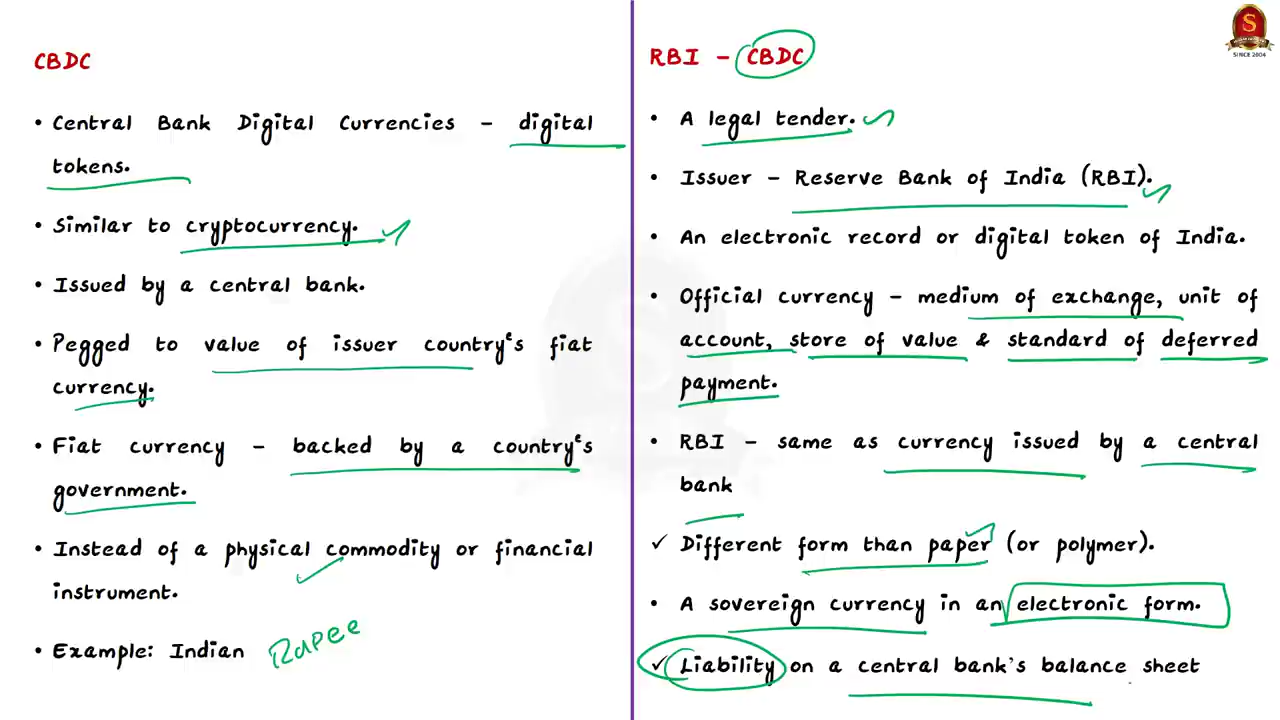 CBDC
• Central Bank Digital Currencies - digital
tokens.
• Similar to cryptocurrency.
• Issued by a central bank.
• Pegged to value of issuer country's fiat
currency.
• Fiat currency - backed by a country's
government.
• Instead of a physical commodity or financial
instrument.
• Example: Indian Rupee
RBI - CBDC
• A legal tender.
• Issuer - Reserve Bank of India (RBI).
• An electronic record or digital token of India.
• Official currency - medium of exchange, unit of
account, store of value & standard of deferred
payment.
• RBI - same as currency issued by a central
bank
✓ Different form than paper (or polymer).
• A sovereign currency in an electronic form.
✓ Liability on a central bank's balance sheet
S
SINCE 2004